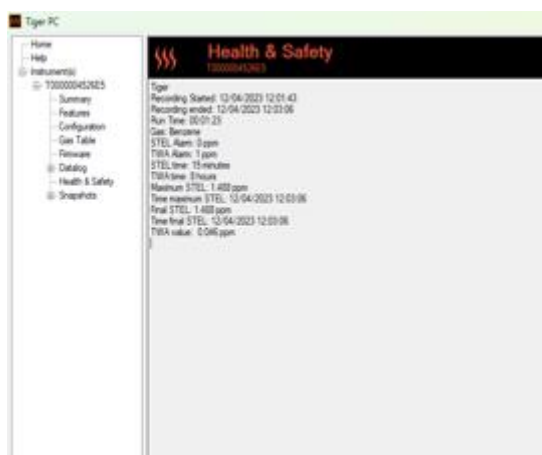 Tiger PC
Home
Help
Instrument(s)
Summary
Features
Configuration
Gas Table
Firmware
Datalog
Health & Safety
Snapshots
Health & Safety
Tiger
Recording Started: 12/04/2023 12:01:43
Recording ended: 12/04/2023 12:03:06
Run Time: 00:01:23
Gas: Benzene
STEL Alarm: 0 ppm
TWA Alarm: 1 ppm
STEL time: 15 minutes
TWA time: 8 hours
Maximum STEL: 1.488 ppm
Time maximum STEL: 12/04/2023 12:03:06
Final STEL: 1.488 ppm
Time final STEL: 12/04/2023 12:03:06
TWA value: 0.046 ppm